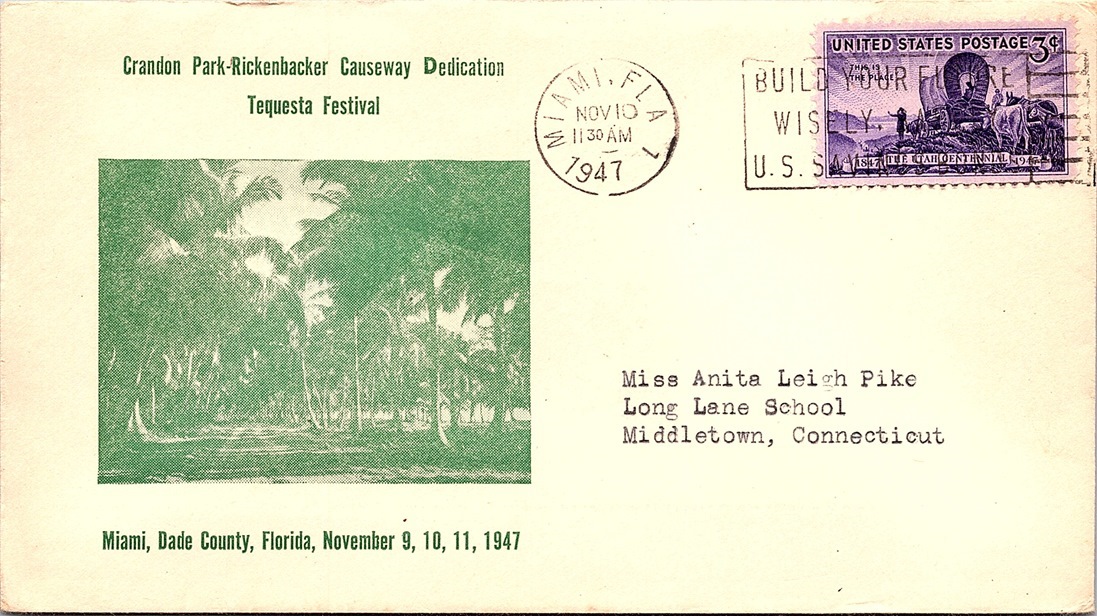 Crandon Park-Rickenbacker Causeway Dedication
Tequesta Festival
MIAMI, FLA 1
NOV 10
11 30 AM
1947
BUILD YOUR FUTURE
WISELY,
U.S. SAVINGS
UNITED STATES POSTAGE 3¢
THIS IS
THE PLACE
1847 THE UTAH CENTENNIAL 1947
Miss Anita Leigh Pike
Long Lane School
Middletown, Connecticut
Miami, Dade County, Florida, November 9, 10, 11, 1947